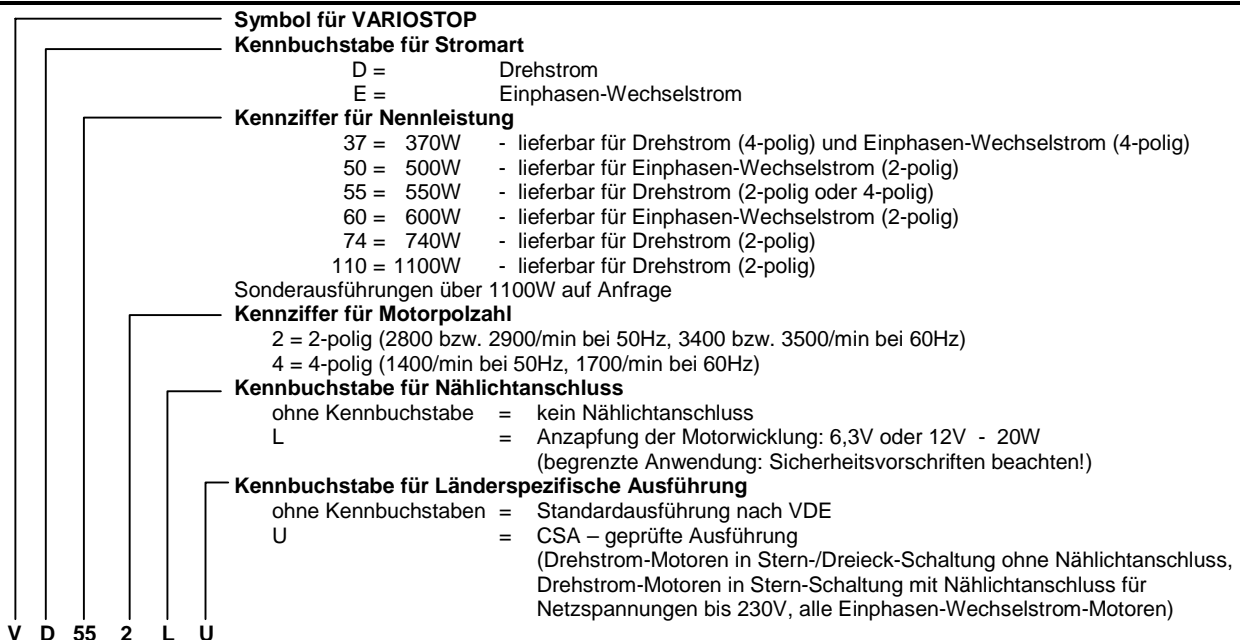 Symbol für VARIOSTOP
Kennbuchstabe für Stromart
D = Drehstrom
E = Einphasen-Wechselstrom
Kennziffer für Nennleistung
37 = 370W - lieferbar für Drehstrom (4-polig) und Einphasen-Wechselstrom (4-polig)
50 = 500W - lieferbar für Einphasen-Wechselstrom (2-polig)
55 = 550W - lieferbar für Drehstrom (2-polig oder 4-polig)
60 = 600W - lieferbar für Einphasen-Wechselstrom (2-polig)
74 = 740W - lieferbar für Drehstrom (2-polig)
110 = 1100W - lieferbar für Drehstrom (2-polig)
Sonderausführungen über 1100W auf Anfrage
Kennziffer für Motorpolzahl
2 = 2-polig (2800 bzw. 2900/min bei 50Hz, 3400 bzw. 3500/min bei 60Hz)
4 = 4-polig (1400/min bei 50Hz, 1700/min bei 60Hz)
Kennbuchstabe für Nählichtanschluss
ohne Kennbuchstabe = kein Nählichtanschluss
L = Anzapfung der Motorwicklung: 6,3V oder 12V - 20W
(begrenzte Anwendung: Sicherheitsvorschriften beachten!)
Kennbuchstabe für Länderspezifische Ausführung
ohne Kennbuchstaben = Standardausführung nach VDE
U = CSA – geprüfte Ausführung
(Drehstrom-Motoren in Stern-/Dreieck-Schaltung ohne Nählichtanschluss,
Drehstrom-Motoren in Stern-Schaltung mit Nählichtanschluss für
Netzspannungen bis 230V, alle Einphasen-Wechselstrom-Motoren)
V D 55 2 L U